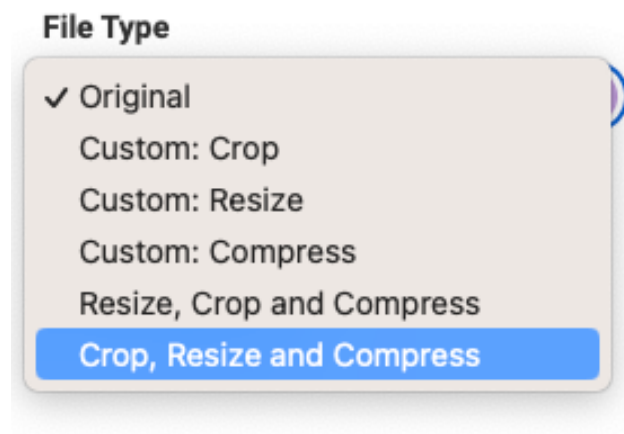 File Type
✓ Original
Custom: Crop
Custom: Resize
Custom: Compress
Resize, Crop and Compress
Crop, Resize and Compress